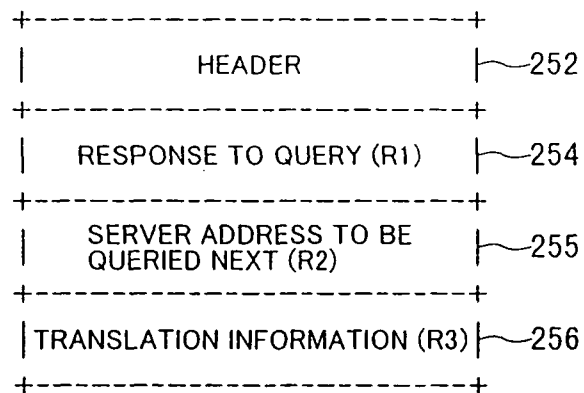 HEADER 252
RESPONSE TO QUERY (R1) 254
SERVER ADDRESS TO BE
QUERIED NEXT (R2) 255
TRANSLATION INFORMATION (R3) 256